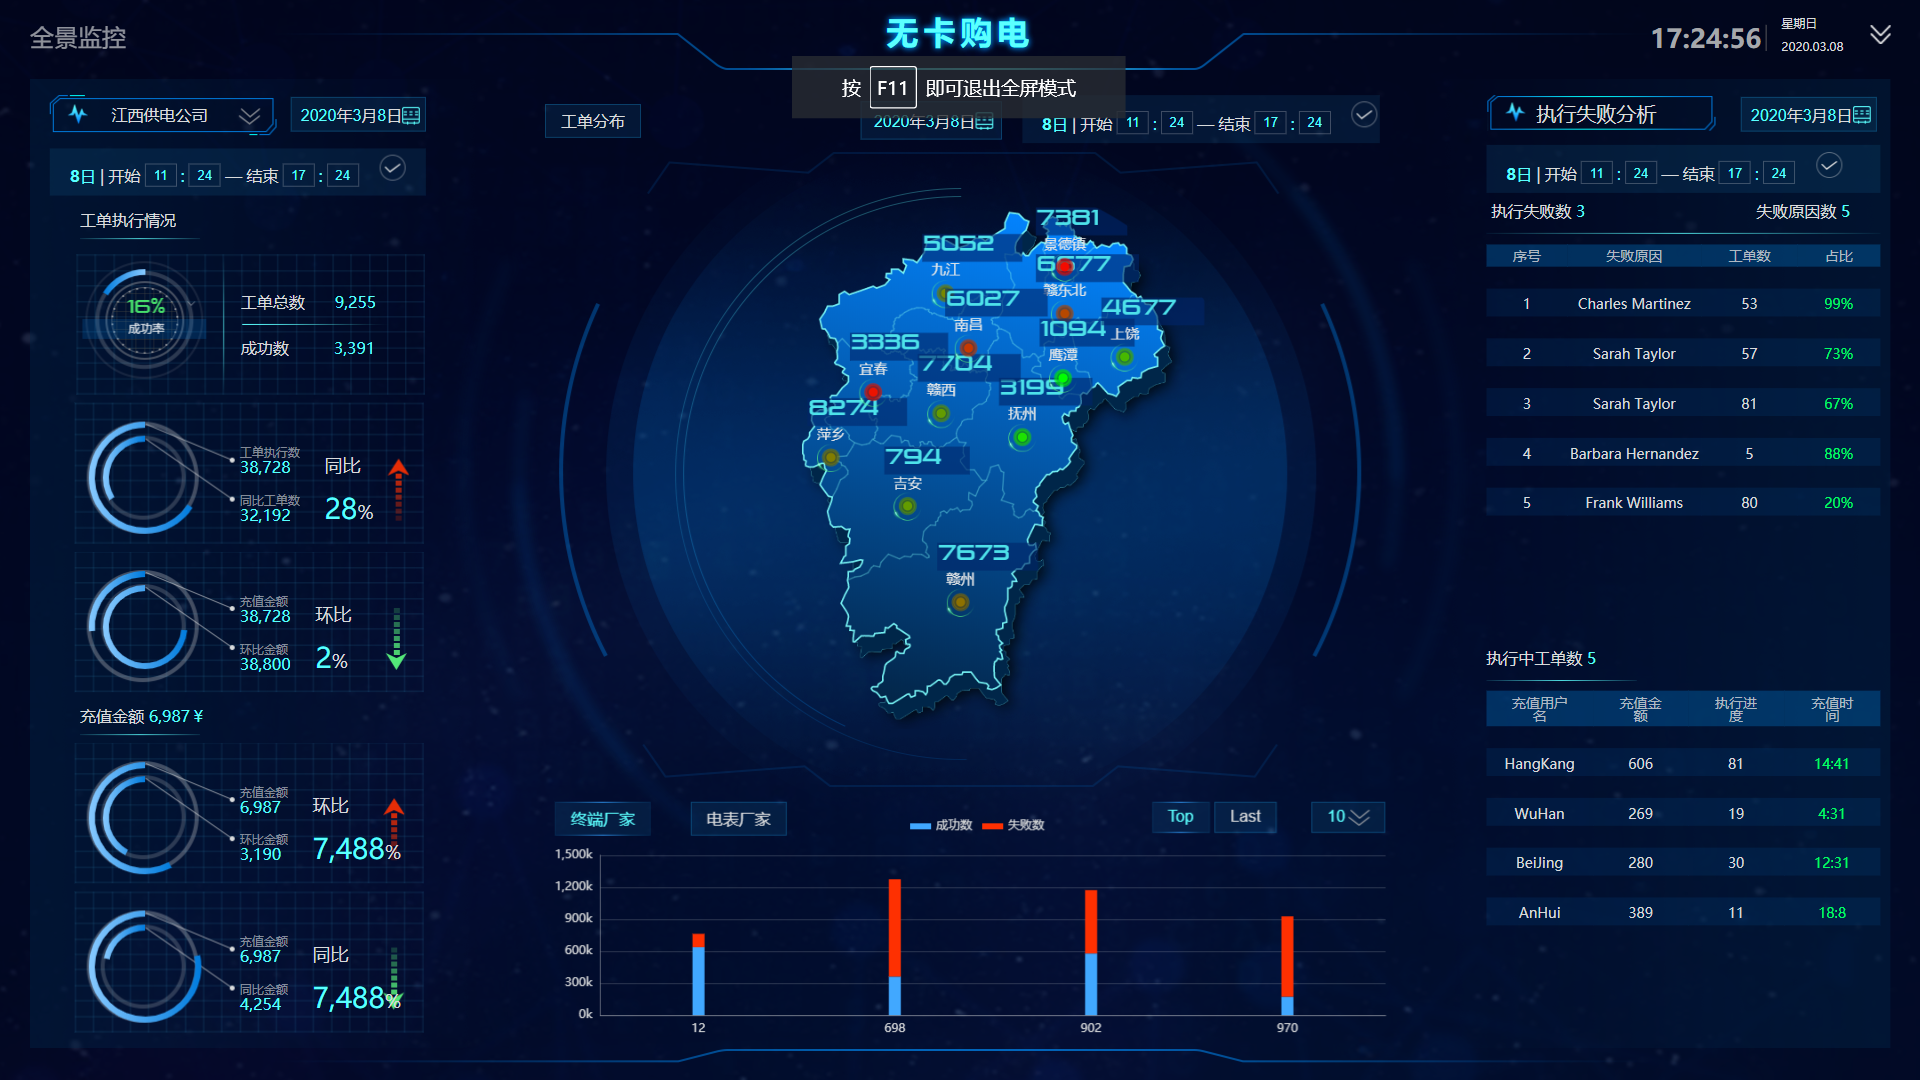 全景监控
无卡购电
17:24:56
星期日
2020.03.08
按 F11 即可退出全屏模式
江西供电公司
2020年3月8日
8日 | 开始 11 : 24 — 结束 17 : 24
工单执行情况
16%
成功率
工单总数 9,255
成功数 3,391
工单执行数
38,728
同比工单数
32,192
同比
28%
充值金额
38,728
环比金额
38,800
环比
2%
充值金额 6,987 ¥
充值金额
6,987
环比金额
3,190
环比
7,488%
充值金额
6,987
同比金额
4,254
同比
7,488%
工单分布
2020年3月8日
8日 | 开始 11 : 24 — 结束 17 : 24
7381
景德镇
5052
九江
6677
赣东北
6027
南昌
4677
上饶
1094
鹰潭
3336
宜春
7704
赣西
3199
抚州
8274
萍乡
794
吉安
7673
赣州
终端厂家
电表厂家
成功数 失败数
Top
Last
10
1,500k
1,200k
900k
600k
300k
0k
12 698 902 970
执行失败分析
2020年3月8日
8日 | 开始 11 : 24 — 结束 17 : 24
执行失败数 3
失败原因数 5
序号 失败原因 工单数 占比
1 Charles Martinez 53 99%
2 Sarah Taylor 57 73%
3 Sarah Taylor 81 67%
4 Barbara Hernandez 5 88%
5 Frank Williams 80 20%
执行中工单数 5
充值用户名 充值金额 执行进度 充值时间
HangKang 606 81 14:41
WuHan 269 19 4:31
BeiJing 280 30 12:31
AnHui 389 11 18:8